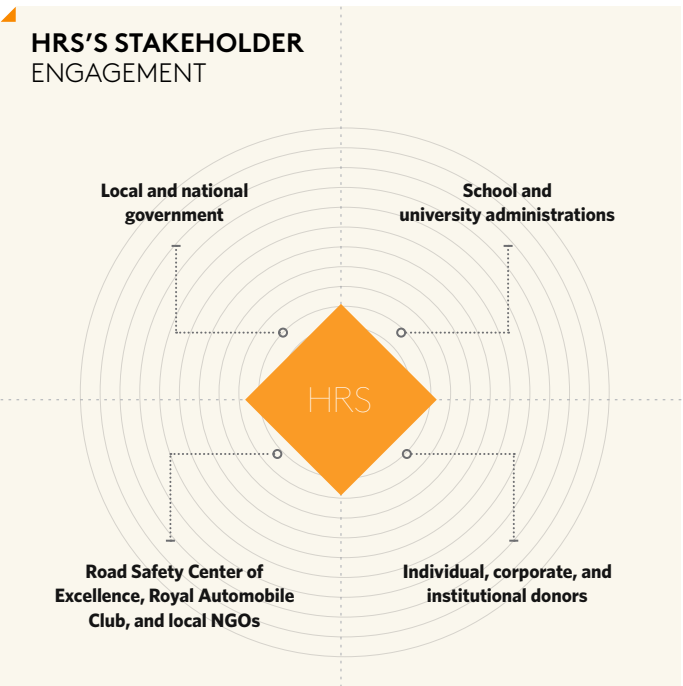 HRS’S STAKEHOLDER
ENGAGEMENT
Local and national
government
School and
university administrations
HRS
Road Safety Center of
Excellence, Royal Automobile
Club, and local NGOs
Individual, corporate, and
institutional donors